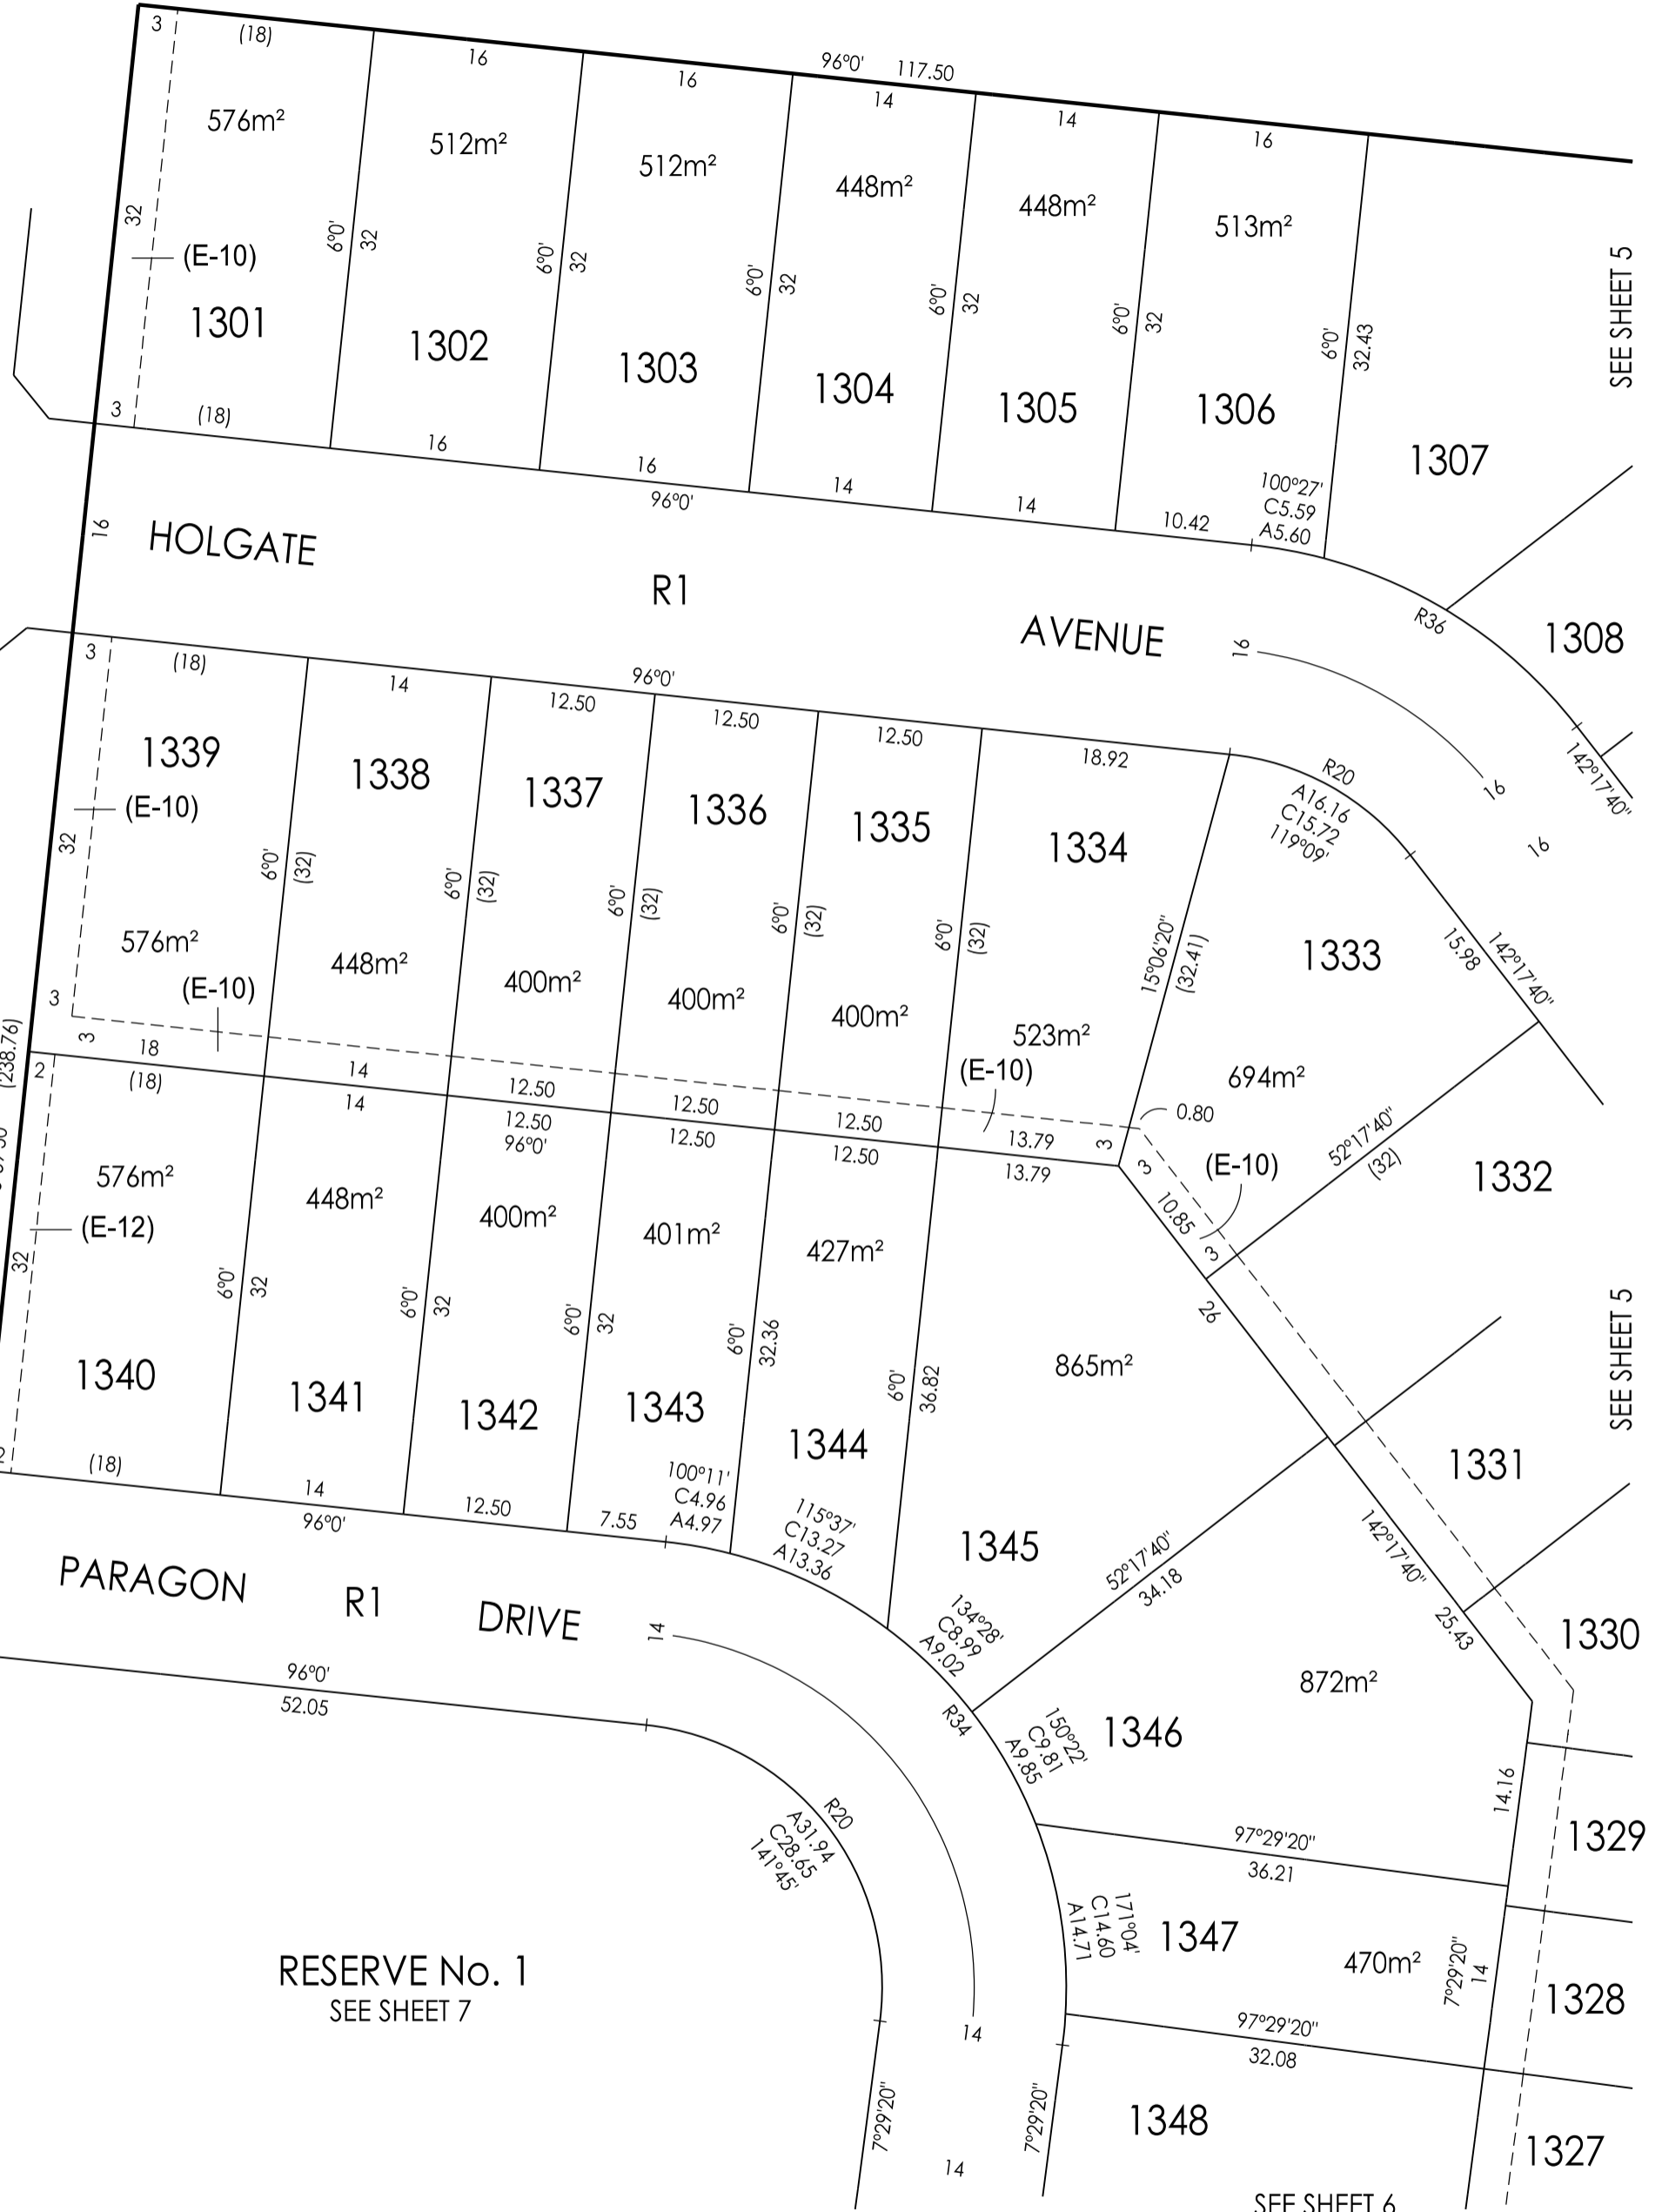 3
(18)
16
16
96°0' 117.50
14
14
16
576m²
512m²
512m²
448m²
448m²
513m²
32
6°0'
32
6°0'
32
6°0'
32
6°0'
32
6°0'
32
6°0'
32.43
(E-10)
1301
1302
1303
1304
1305
1306
1307
SEE SHEET 5
3
(18)
16
16
96°0'
14
14
10.42
100°27'
C5.59
A5.60
16
HOLGATE
R1
AVENUE
16
R36
1308
142°17'40"
16
16
3
(18)
14
96°0'
12.50
12.50
12.50
18.92
R20
A16.16
C15.72
119°09'
1339
1338
1337
1336
1335
1334
1333
(E-10)
32
6°0'
(32)
6°0'
(32)
6°0'
(32)
6°0'
(32)
6°0'
(32)
15°06'20"
(32.41)
15.98
142°17'40"
576m²
448m²
400m²
400m²
400m²
523m²
694m²
(E-10)
(E-10)
0.80
3
3
18
14
12.50
12.50
12.50
13.79
3
(238.76)
2
(18)
14
12.50
96°0'
12.50
12.50
13.79
3
10.85
(E-10)
3
52°17'40"
(32)
1332
26
576m²
448m²
400m²
401m²
427m²
865m²
(E-12)
32
6°0'
32
6°0'
32
6°0'
32
6°0'
32.36
6°0'
36.82
1340
1341
1342
1343
1344
1345
SEE SHEET 5
1331
(18)
14
96°0'
12.50
7.55
100°11'
C4.96
A4.97
115°37'
C13.27
A13.36
134°28'
C8.99
A9.02
52°17'40"
34.18
142°17'40"
25.43
1330
PARAGON
R1
DRIVE
14
R34
150°22'
C9.81
A9.85
872m²
1346
96°0'
52.05
R20
A31.94
C28.65
141°45'
14.16
1329
97°29'20"
36.21
171°04'
C14.60
A14.71
1347
470m²
7°29'20"
14
1328
RESERVE No. 1
SEE SHEET 7
14
97°29'20"
32.08
7°29'20"
7°29'20"
14
1348
1327
SEE SHEET 6